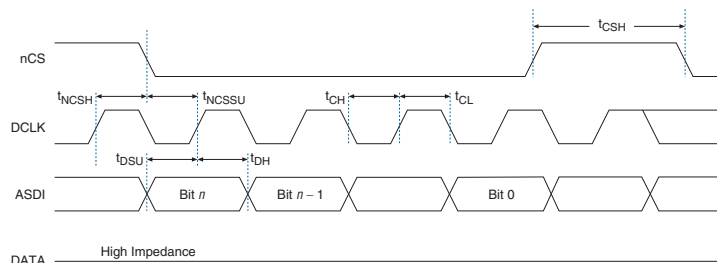 tCSH
nCS
tNCSH
tNCSSU
tCH
tCL
DCLK
tDSU
tDH
ASDI
Bit n
Bit n – 1
Bit 0
High Impedance
DATA